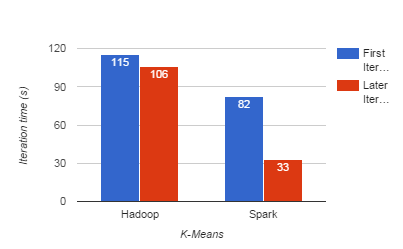 120
90
60
30
0
Iteration time (s)
115
106
82
33
Hadoop
Spark
K-Means
First
Iter...
Later
Iter...